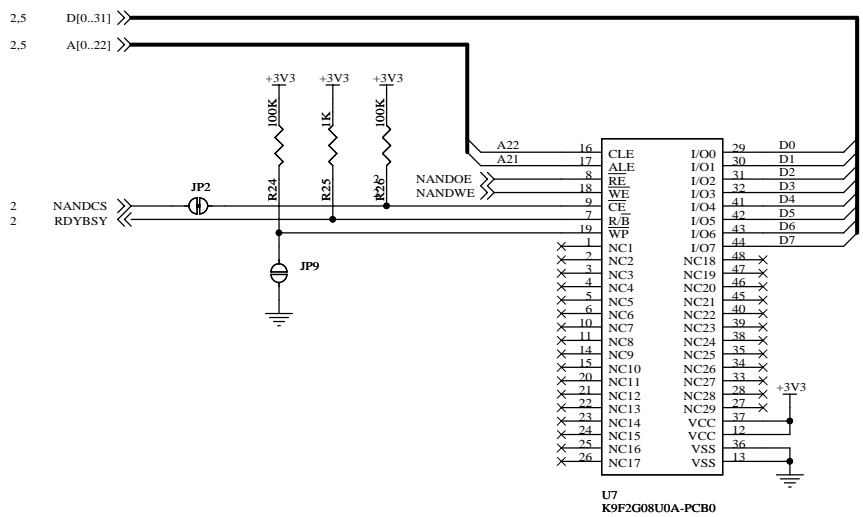 2,5 D[0..31]
2,5 A[0..22]
+3V3 +3V3 +3V3
100K 1K 100K
R24 R25 R26
JP2
2 NANDCS
2 RDYBSY
2 NANDOE
2 NANDWE
JP9
A22 16 CLE
A21 17 ALE
8 RE
18 WE
9 CE
7 R/B
19 WP
1 NC1
2 NC2
3 NC3
4 NC4
5 NC5
6 NC6
10 NC7
11 NC8
14 NC9
15 NC10
20 NC11
21 NC12
22 NC13
23 NC14
24 NC15
25 NC16
26 NC17
I/O0 29 D0
I/O1 30 D1
I/O2 31 D2
I/O3 32 D3
I/O4 41 D4
I/O5 42 D5
I/O6 43 D6
I/O7 44 D7
NC18 48
NC19 47
NC20 46
NC21 45
NC22 40
NC23 39
NC24 38
NC25 35
NC26 34
NC27 33
NC28 28
NC29 27
VCC 37
VCC 12
VSS 36
VSS 13
+3V3
U7
K9F2G08U0A-PCB0